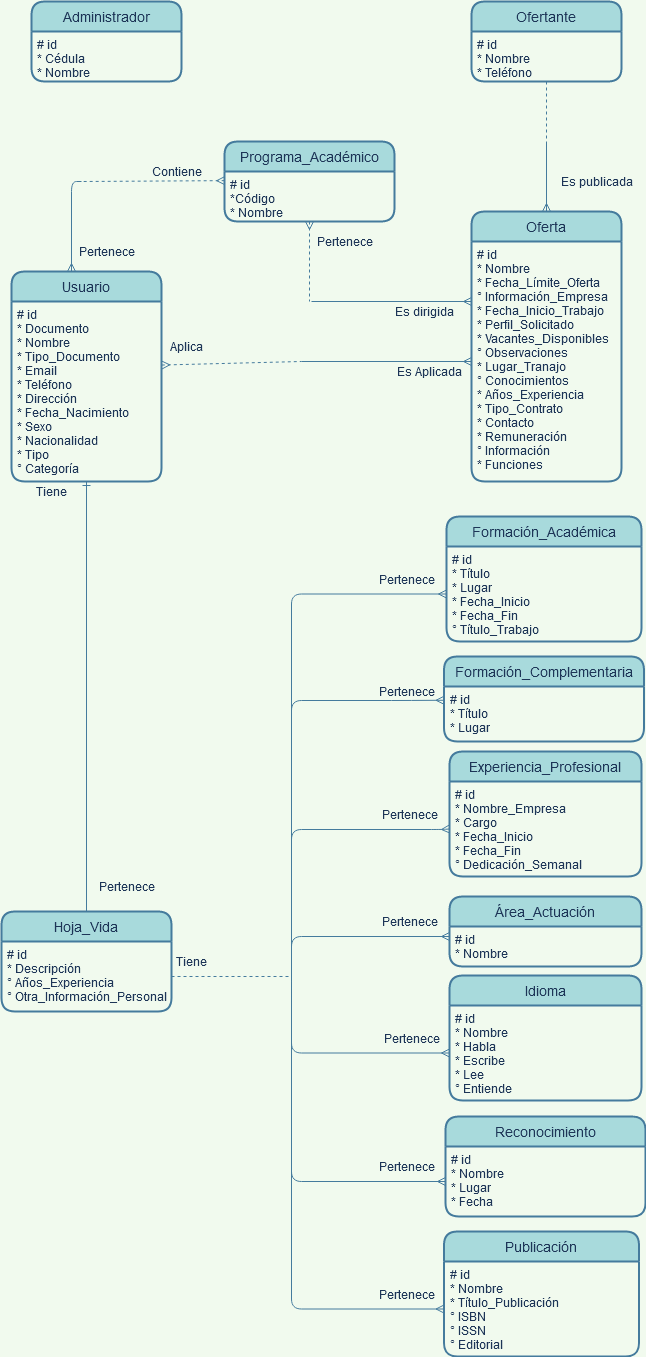 Administrador
# id
* Cédula
* Nombre
Ofertante
# id
* Nombre
* Teléfono
Es publicada
Programa_Académico
# id
*Código
* Nombre
Contiene
Pertenece
Pertenece
Es dirigida
Usuario
# id
* Documento
* Nombre
* Tipo_Documento
* Email
* Teléfono
* Dirección
* Fecha_Nacimiento
* Sexo
* Nacionalidad
* Tipo
° Categoría
Aplica
Es Aplicada
Oferta
# id
* Nombre
* Fecha_Límite_Oferta
° Información_Empresa
* Fecha_Inicio_Trabajo
* Perfil_Solicitado
* Vacantes_Disponibles
° Observaciones
* Lugar_Tranajo
° Conocimientos
* Años_Experiencia
* Tipo_Contrato
* Contacto
* Remuneración
° Información
* Funciones
Tiene
Pertenece
Hoja_Vida
# id
* Descripción
° Años_Experiencia
° Otra_Información_Personal
Tiene
Pertenece
Formación_Académica
# id
* Título
* Lugar
* Fecha_Inicio
* Fecha_Fin
° Título_Trabajo
Pertenece
Formación_Complementaria
# id
* Título
* Lugar
Pertenece
Experiencia_Profesional
# id
* Nombre_Empresa
* Cargo
* Fecha_Inicio
* Fecha_Fin
° Dedicación_Semanal
Pertenece
Área_Actuación
# id
* Nombre
Pertenece
Idioma
# id
* Nombre
* Habla
* Escribe
* Lee
° Entiende
Pertenece
Reconocimiento
# id
* Nombre
* Lugar
* Fecha
Pertenece
Publicación
# id
* Nombre
* Título_Publicación
° ISBN
° ISSN
° Editorial